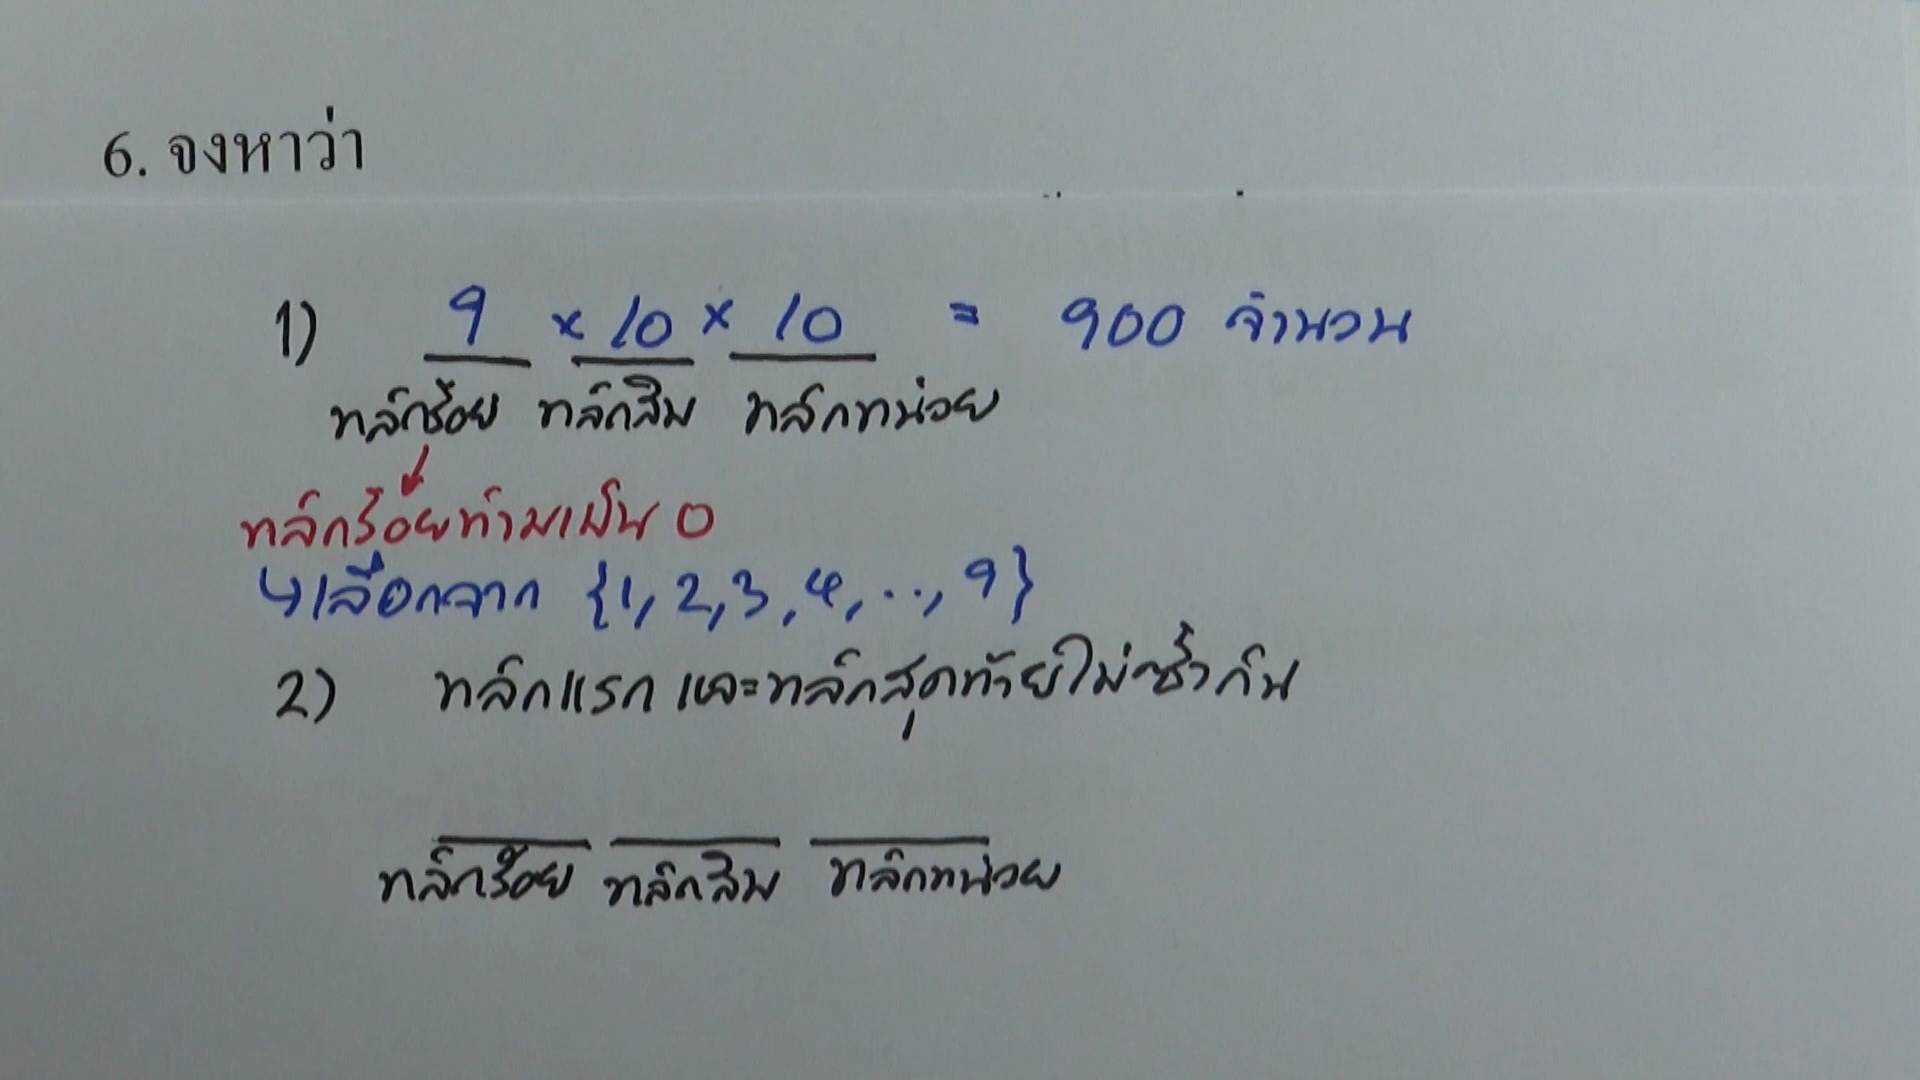 6. จงหาว่า
1) 9 × 10 × 10 = 900 จำนวน
หลักร้อย หลักสิบ หลักหน่วย
หลักร้อยห้ามเป็น 0
↳ เลือกจาก {1, 2, 3, 4, ..., 9}
2) หลักแรก และหลักสุดท้ายไม่ซ้ำกัน
หลักร้อย หลักสิบ หลักหน่วย